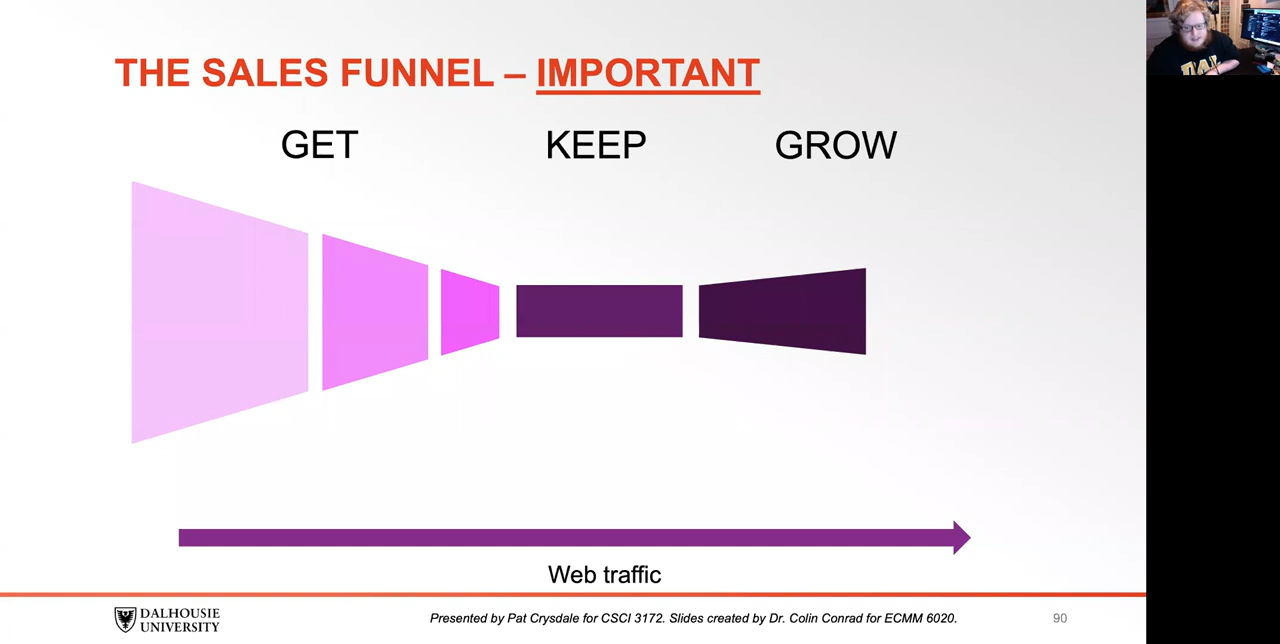 THE SALES FUNNEL – IMPORTANT
GET KEEP GROW
Web traffic
DALHOUSIE
UNIVERSITY
Presented by Pat Crysdale for CSCI 3172. Slides created by Dr. Colin Conrad for ECMM 6020.
90
DAL